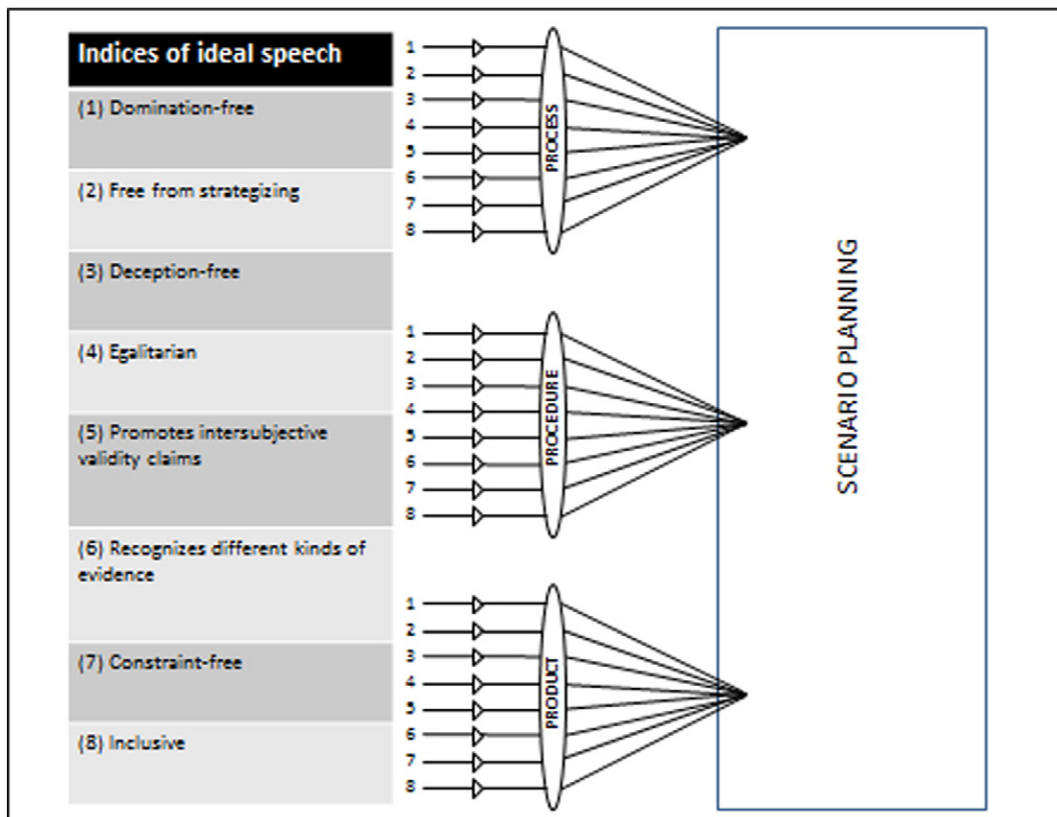 Indices of ideal speech
(1) Domination-free
(2) Free from strategizing
(3) Deception-free
(4) Egalitarian
(5) Promotes intersubjective
validity claims
(6) Recognizes different kinds of
evidence
(7) Constraint-free
(8) Inclusive
1
2
3
4
5
6
7
8
PROCESS
1
2
3
4
5
6
7
8
PROCEDURE
1
2
3
4
5
6
7
8
PRODUCT
SCENARIO PLANNING